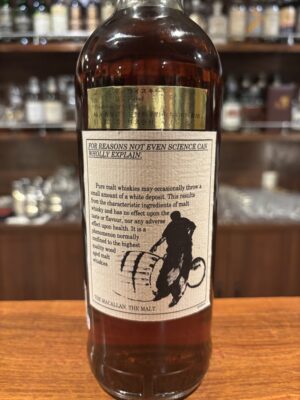 FOR REASONS NOT EVEN SCIENCE CAN
WHOLLY EXPLAIN.
Pure malt whiskies may occasionally throw a
small amount of a white deposit. This results
from the characteristic ingredients of malt
whisky and has no effect upon the
taste or flavour, nor any adverse
effect upon health. It is a
phenomenon normally
confined to the highest
quality wood
aged malt
whiskies
THE MACALLAN. THE MALT.